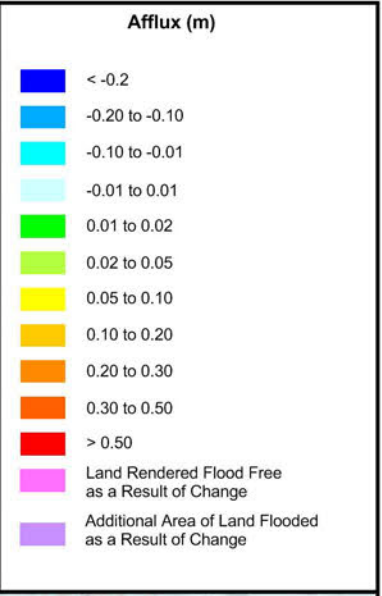 Afflux (m)
< -0.2
-0.20 to -0.10
-0.10 to -0.01
-0.01 to 0.01
0.01 to 0.02
0.02 to 0.05
0.05 to 0.10
0.10 to 0.20
0.20 to 0.30
0.30 to 0.50
> 0.50
Land Rendered Flood Free
as a Result of Change
Additional Area of Land Flooded
as a Result of Change